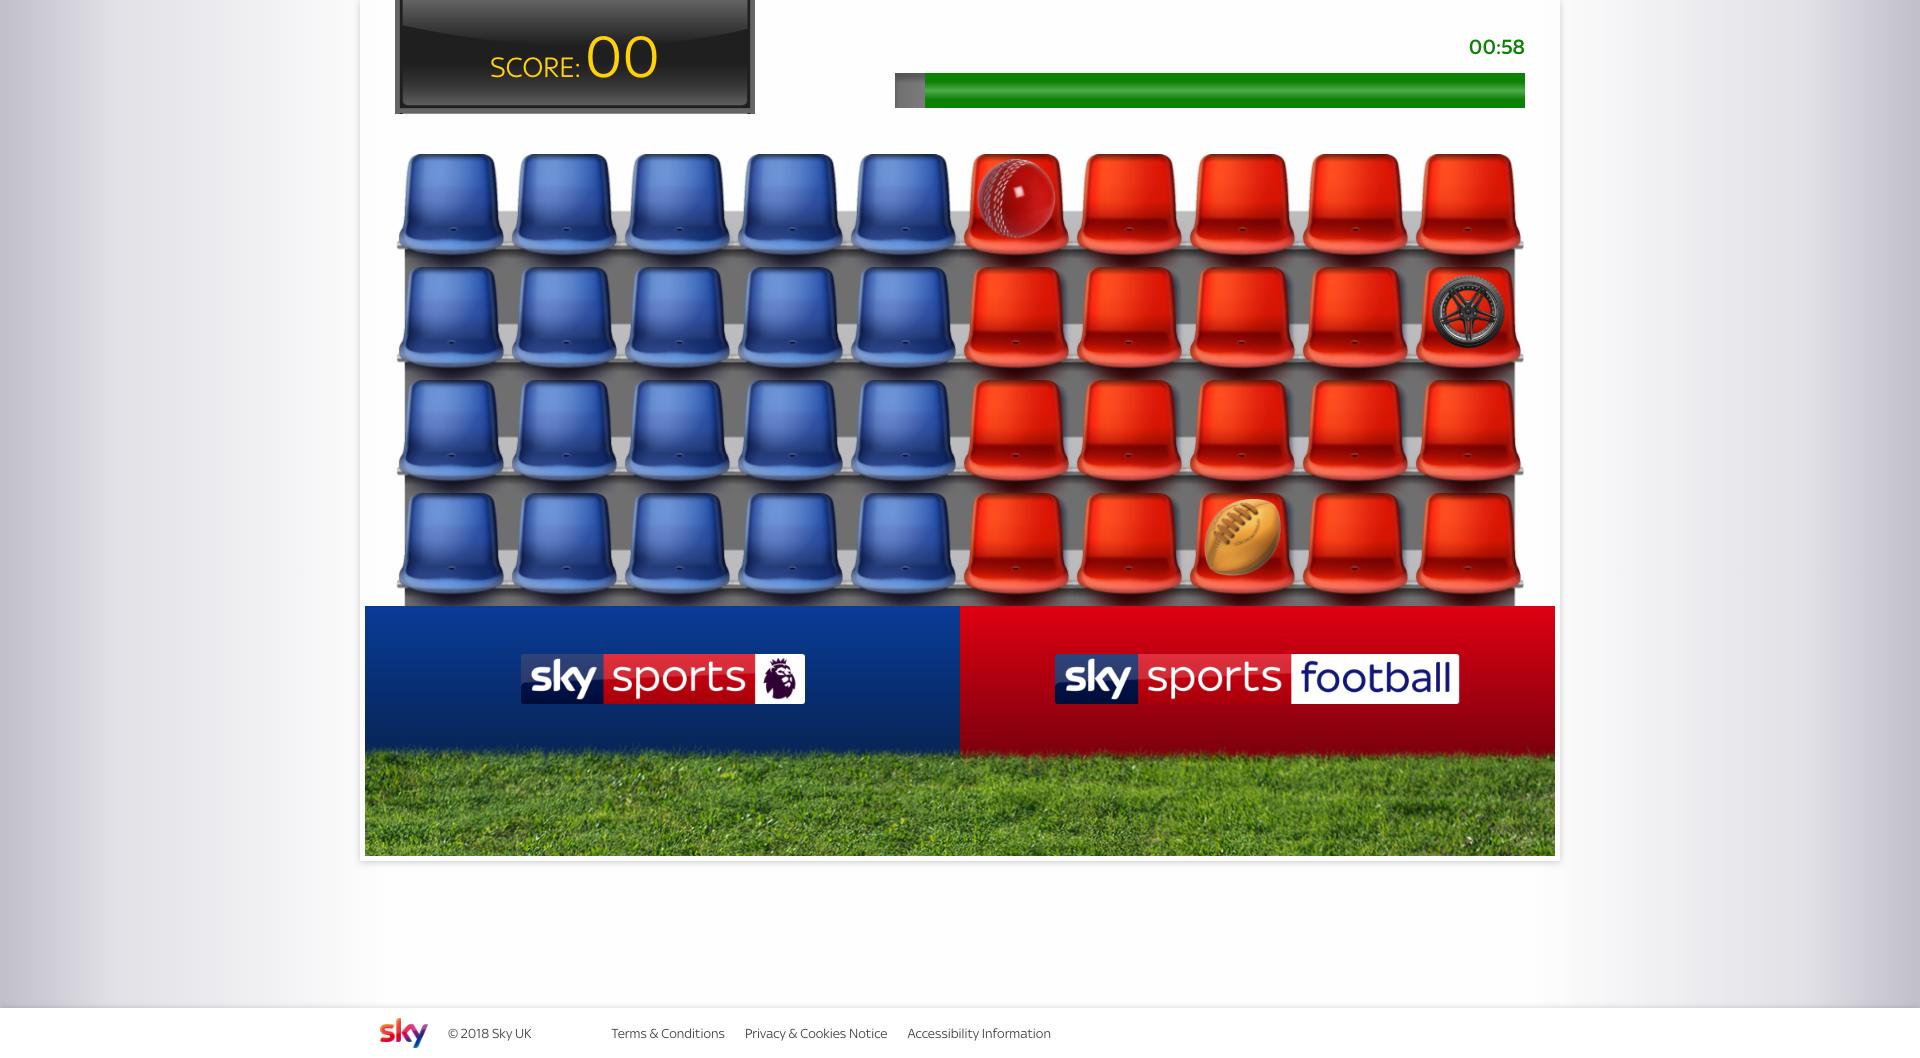 SCORE: 00
00:58
sky sports
sky sports football
sky © 2018 Sky UK Terms & Conditions Privacy & Cookies Notice Accessibility Information